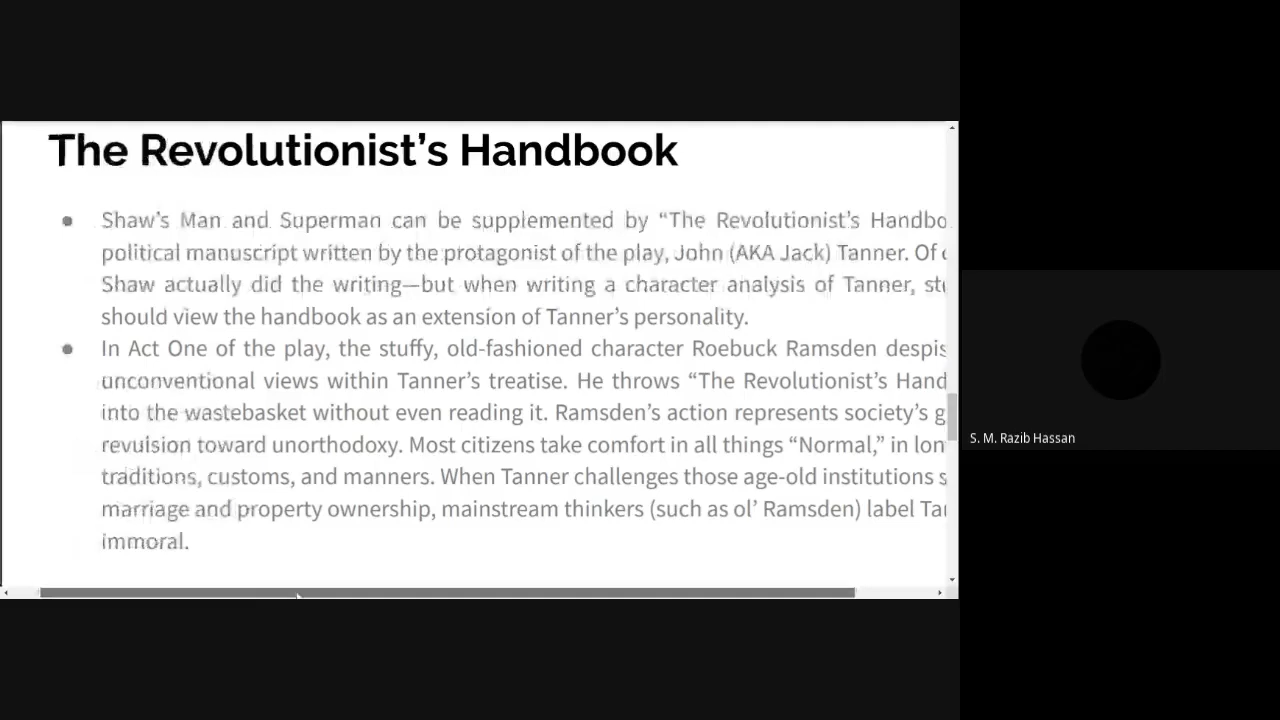 The Revolutionist’s Handbook
Shaw’s Man and Superman can be supplemented by “The Revolutionist’s Handbo
political manuscript written by the protagonist of the play, John (AKA Jack) Tanner. Of
Shaw actually did the writing—but when writing a character analysis of Tanner, stu
should view the handbook as an extension of Tanner’s personality.
In Act One of the play, the stuffy, old-fashioned character Roebuck Ramsden despis
unconventional views within Tanner’s treatise. He throws “The Revolutionist’s Hand
into the wastebasket without even reading it. Ramsden’s action represents society’s g
revulsion toward unorthodoxy. Most citizens take comfort in all things “Normal,” in lon
traditions, customs, and manners. When Tanner challenges those age-old institutions s
marriage and property ownership, mainstream thinkers (such as ol’ Ramsden) label Ta
immoral.
S. M. Razib Hassan